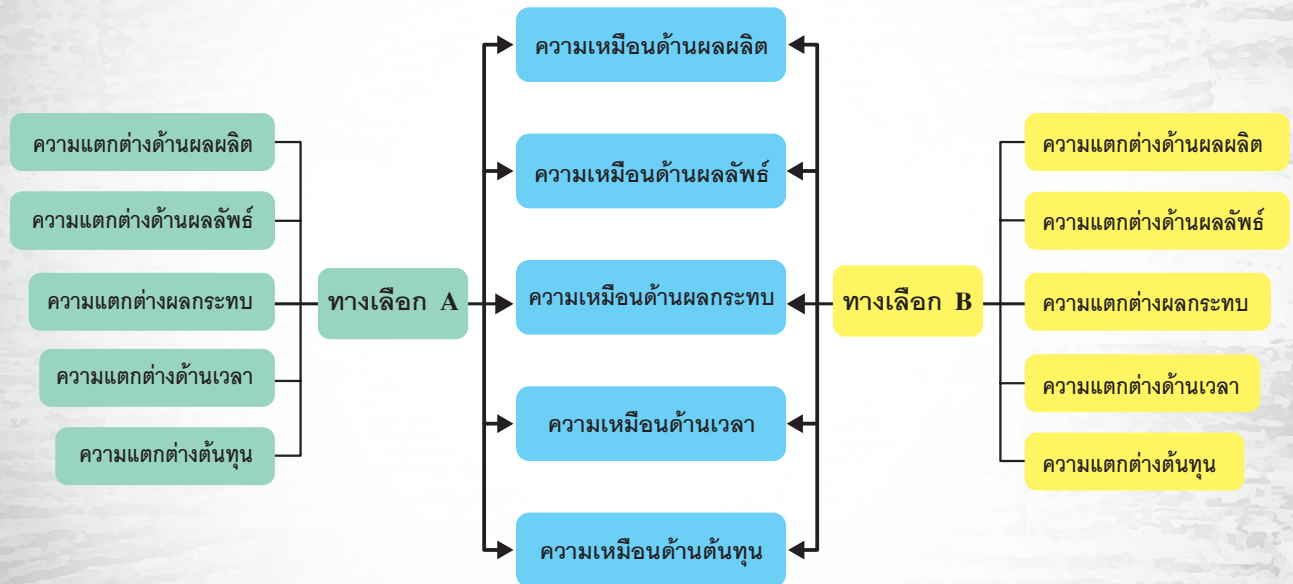 ความเหมือนด้านผลผลิต
ความแตกต่างด้านผลผลิต
ความแตกต่างด้านผลผลิต
ความเหมือนด้านผลลัพธ์
ความแตกต่างด้านผลลัพธ์
ความแตกต่างด้านผลลัพธ์
ความแตกต่างผลกระทบ
ทางเลือก A
ความเหมือนด้านผลกระทบ
ทางเลือก B
ความแตกต่างผลกระทบ
ความแตกต่างด้านเวลา
ความแตกต่างด้านเวลา
ความเหมือนด้านเวลา
ความแตกต่างต้นทุน
ความแตกต่างต้นทุน
ความเหมือนด้านต้นทุน